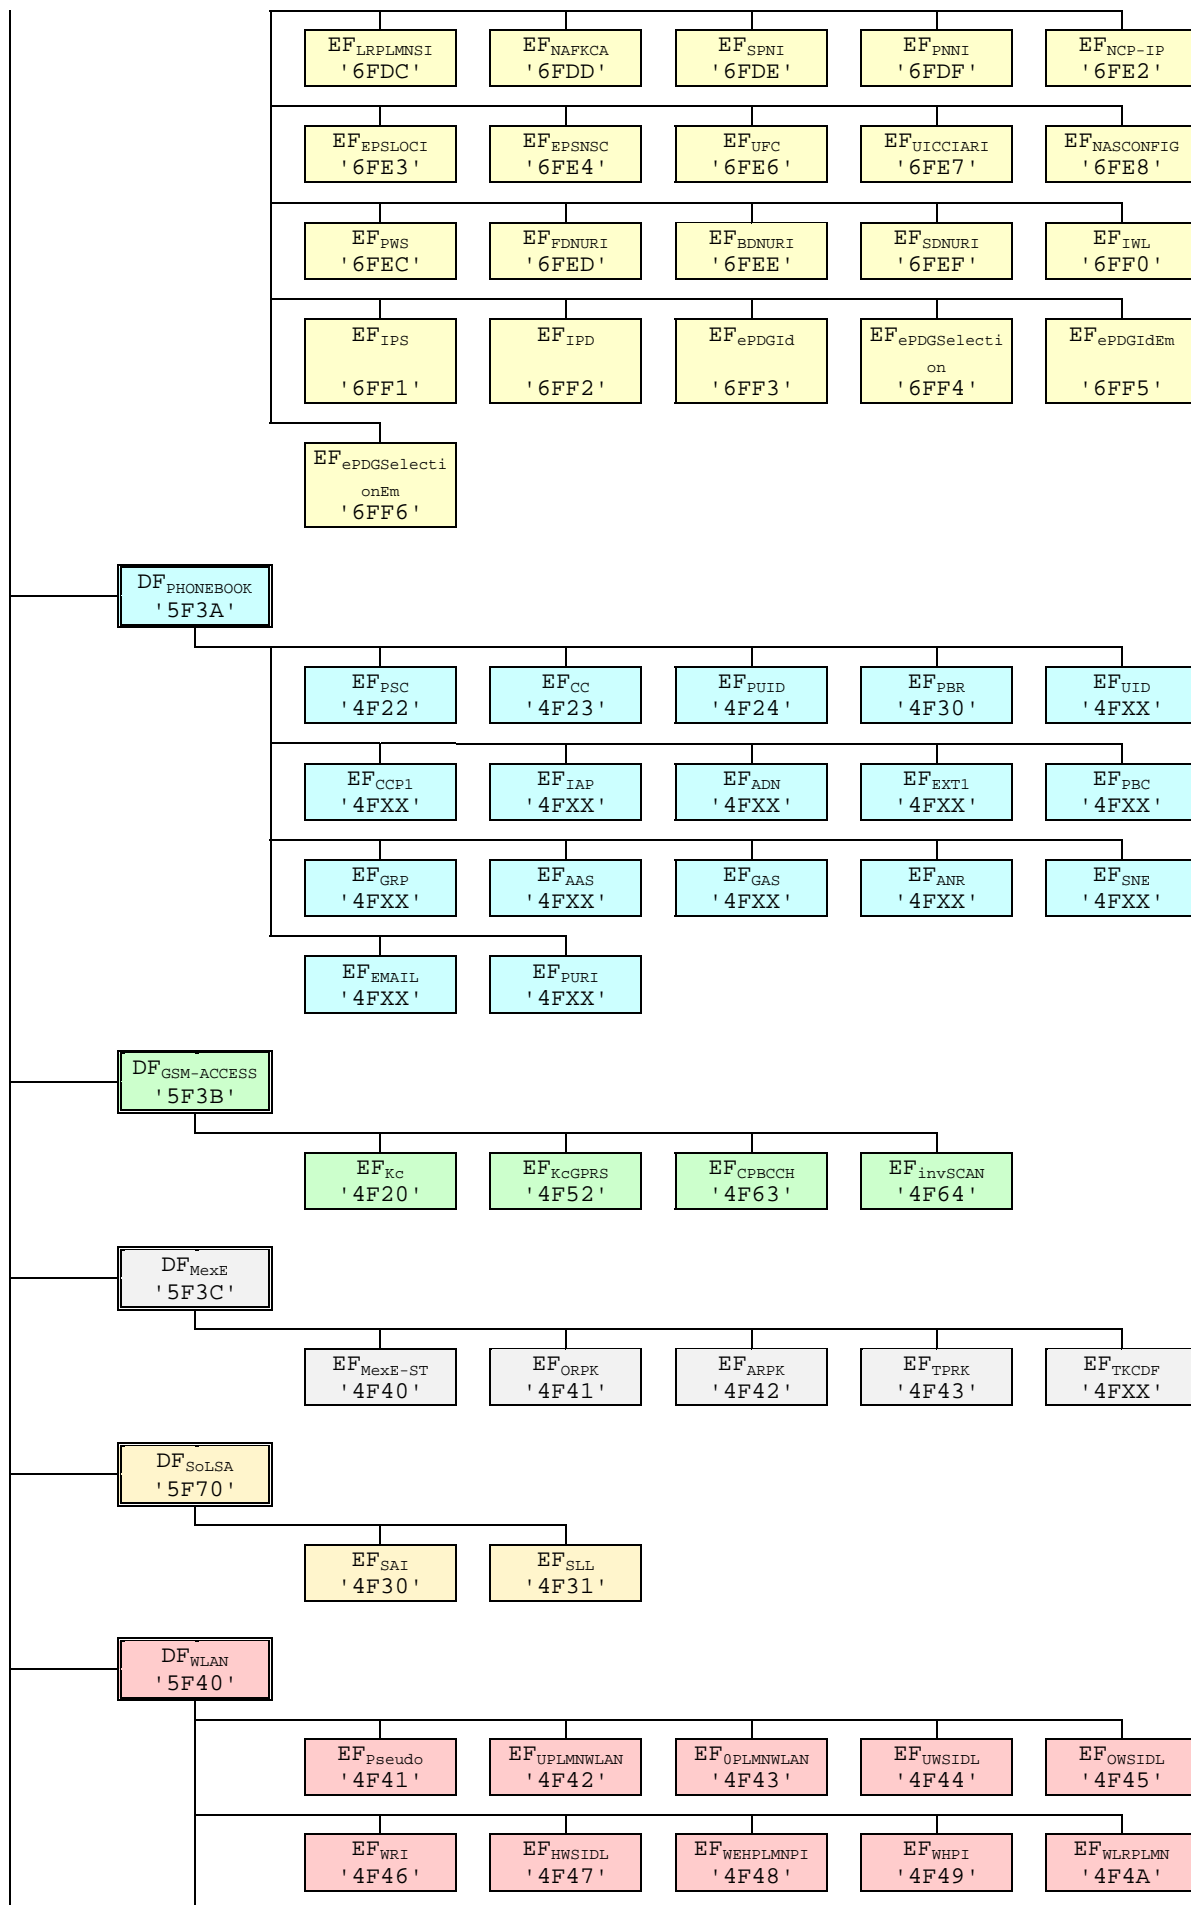 EFLRPLMNSI EFNAFKCA EFSPNI EFPNNI EFNCP-IP
'6FDC' '6FDD' '6FDE' '6FDF' '6FE2'
EFEPSLOCI EFEPSNSC EFUFC EFUICCIARI EFNASCONFIG
'6FE3' '6FE4' '6FE6' '6FE7' '6FE8'
EFPWS EFFDNURI EFBDNURI EFSDNURI EFIWL
'6FEC' '6FED' '6FEE' '6FEF' '6FF0'
EFIPS EFIPD EFePDGId EFePDGSelecti EFePDGIdEm
on
'6FF1' '6FF2' '6FF3' '6FF4' '6FF5'
EFePDGSelecti
onEm
'6FF6'
DFPHONEBOOK
'5F3A'
EFPSC EFCC EFPUID EFPBR EFUID
'4F22' '4F23' '4F24' '4F30' '4FXX'
EFCCP1 EFIAP EFADN EFEXT1 EFPBC
'4FXX' '4FXX' '4FXX' '4FXX' '4FXX'
EFGRP EFAAS EFGAS EFANR EFSNE
'4FXX' '4FXX' '4FXX' '4FXX' '4FXX'
EFEMAIL EFPURI
'4FXX' '4FXX'
DFGSM-ACCESS
'5F3B'
EFKc EFKcGPRS EFCPBCCH EFinvSCAN
'4F20' '4F52' '4F63' '4F64'
DFMexE
'5F3C'
EFMexE-ST EFORPK EFARPK EFTPRK EFTKCDF
'4F40' '4F41' '4F42' '4F43' '4FXX'
DFSoLSA
'5F70'
EFSAI EFSLL
'4F30' '4F31'
DFWLAN
'5F40'
EFPseudo EFUPLMNWLAN EF0PLMNWLAN EFUWSIDL EFOWSIDL
'4F41' '4F42' '4F43' '4F44' '4F45'
EFWRI EFHWSIDL EFWEHPLMNPI EFWHPI EFWLRPLMN
'4F46' '4F47' '4F48' '4F49' '4F4A'